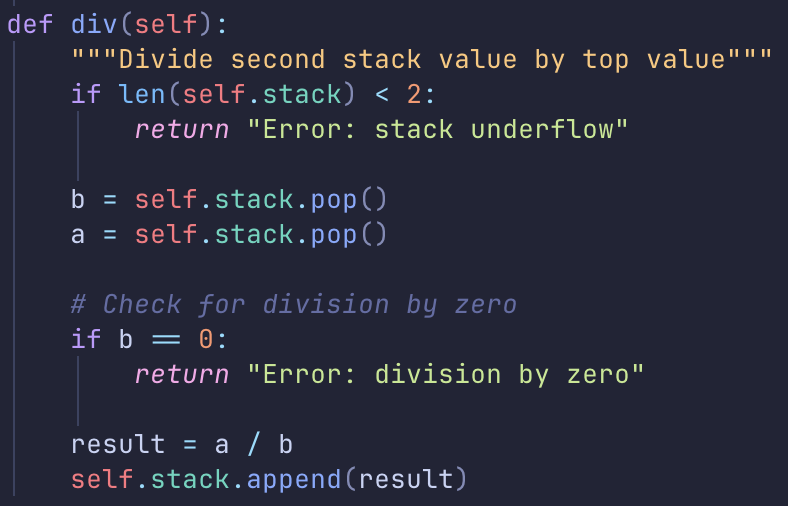 def div(self):
    """Divide second stack value by top value"""
    if len(self.stack) < 2:
        return "Error: stack underflow"

    b = self.stack.pop()
    a = self.stack.pop()

    # Check for division by zero
    if b == 0:
        return "Error: division by zero"

    result = a / b
    self.stack.append(result)